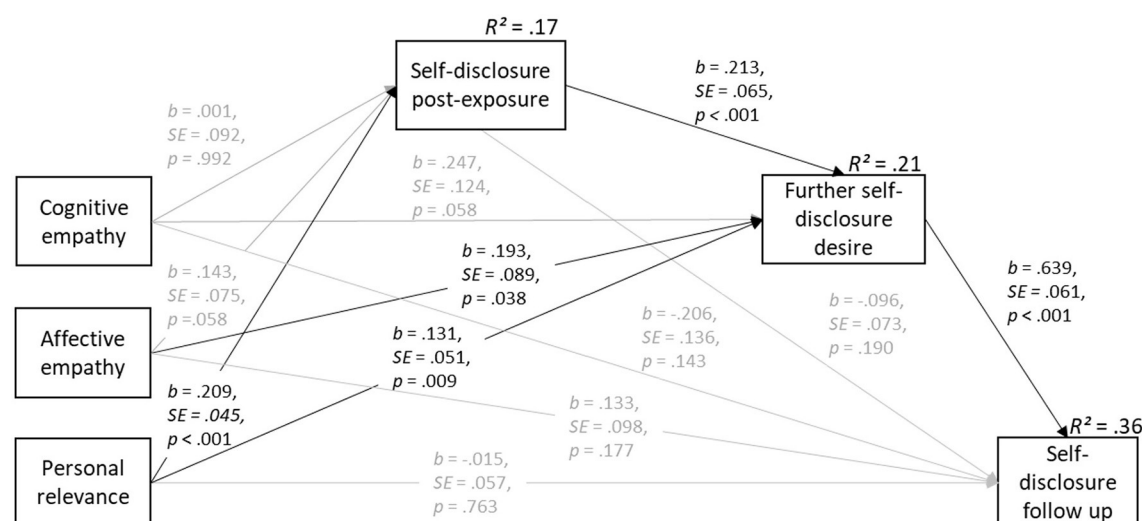 R² = .17
Self-disclosure
post-exposure
b = .213,
SE = .065,
p < .001
b = .001,
SE = .092,
p = .992
b = .247,
SE = .124,
p = .058
R² = .21
Further self-
disclosure
desire
Cognitive
empathy
b = .193,
SE = .089,
p = .038
b = .143,
SE = .075,
p =.058
b = .639,
SE = .061,
p < .001
b = -.096,
SE = .073,
p = .190
b = -.206,
SE = .136,
p = .143
Affective
empathy
b = .131,
SE = .051,
p = .009
b = .209,
SE = .045,
p < .001
b = .133,
SE = .098,
p = .177
R² = .36
Self-
disclosure
follow up
Personal
relevance
b = -.015,
SE = .057,
p = .763